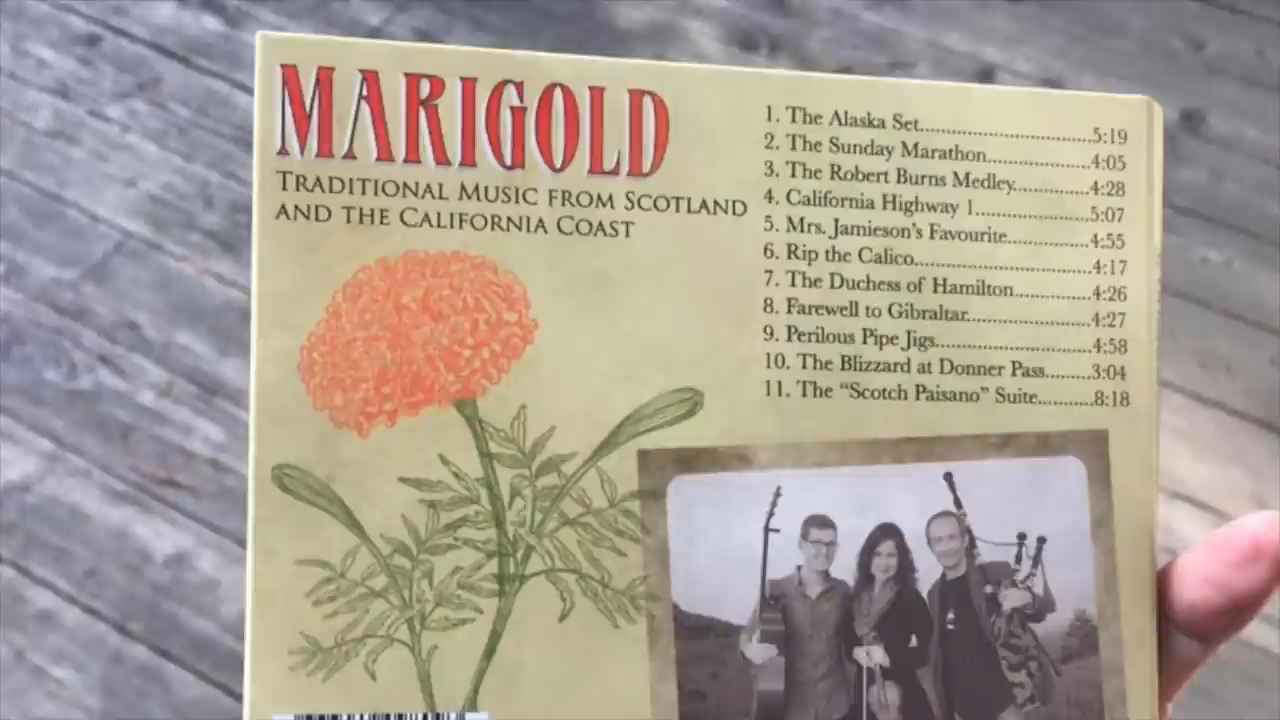 MARIGOLD
TRADITIONAL MUSIC FROM SCOTLAND
AND THE CALIFORNIA COAST
1. The Alaska Set..............................5:19
2. The Sunday Marathon..................4:05
3. The Robert Burns Medley.............4:28
4. California Highway 1....................5:07
5. Mrs. Jamieson's Favourite..............4:55
6. Rip the Calico..............................4:17
7. The Duchess of Hamilton.............4:26
8. Farewell to Gibraltar.....................4:27
9. Perilous Pipe Jigs..........................4:58
10. The Blizzard at Donner Pass........3:04
11. The “Scotch Paisano” Suite..........8:18